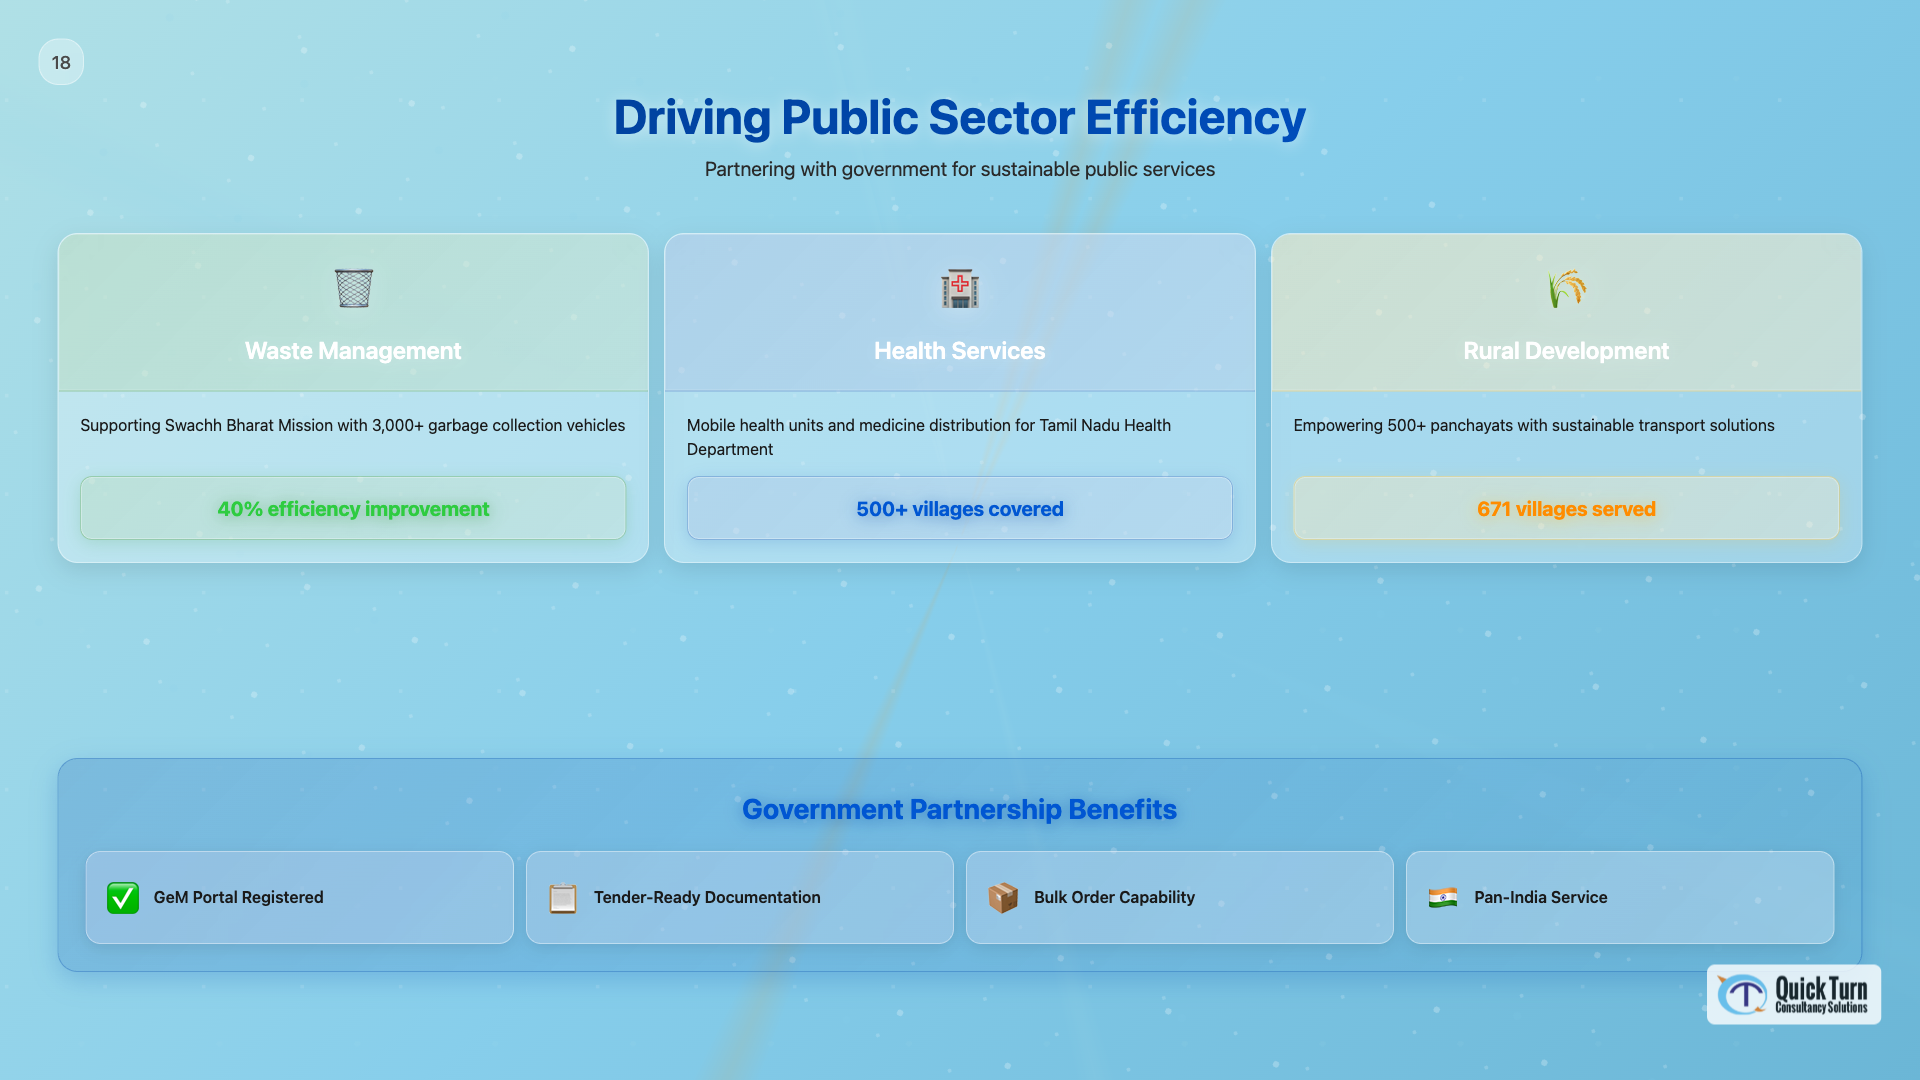 18
Driving Public Sector Efficiency
Partnering with government for sustainable public services
Waste Management
Supporting Swachh Bharat Mission with 3,000+ garbage collection vehicles
40% efficiency improvement
Health Services
Mobile health units and medicine distribution for Tamil Nadu Health
Department
500+ villages covered
Rural Development
Empowering 500+ panchayats with sustainable transport solutions
671 villages served
Government Partnership Benefits
GeM Portal Registered
Tender-Ready Documentation
Bulk Order Capability
Pan-India Service
Quick Turn
Consultancy Solutions